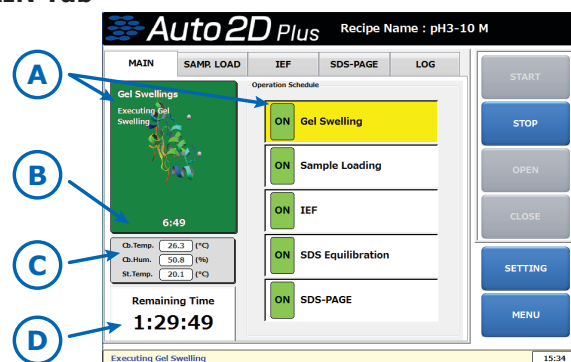 Auto2D Plus Recipe Name : pH3-10 M
MAIN SAMP. LOAD IEF SDS-PAGE LOG
A
Gel Swellings
Executing Gel
Swelling
6:49
B
Cb.Temp. 26.3 (°C)
Cb.Hum. 50.8 (%)
St.Temp. 20.1 (°C)
C
Remaining Time
1:29:49
D
Operation Schedule
ON Gel Swelling
ON Sample Loading
ON IEF
ON SDS Equilibration
ON SDS-PAGE
START
STOP
OPEN
CLOSE
SETTING
MENU
Executing Gel Swelling 15:34